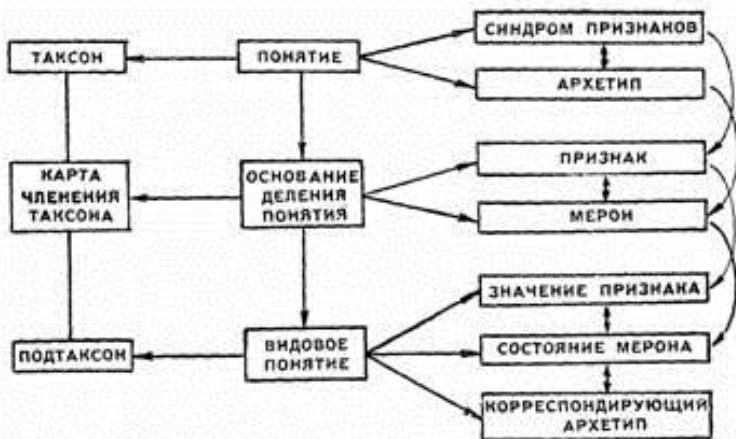 СИНДРОМ ПРИЗНАКОВ
ТАКСОН
ПОНЯТИЕ
АРХЕТИП
КАРТА
ЧЛЕНЕНИЯ
ТАКСОНА
ОСНОВАНИЕ
ДЕЛЕНИЯ
ПОНЯТИЯ
ПРИЗНАК
МЕРОН
ЗНАЧЕНИЕ ПРИЗНАКА
ПОДТАКСОН
ВИДОВОЕ
ПОНЯТИЕ
СОСТОЯНИЕ МЕРОНА
КОРРЕСПОНДИРУЮЩИЙ
АРХЕТИП